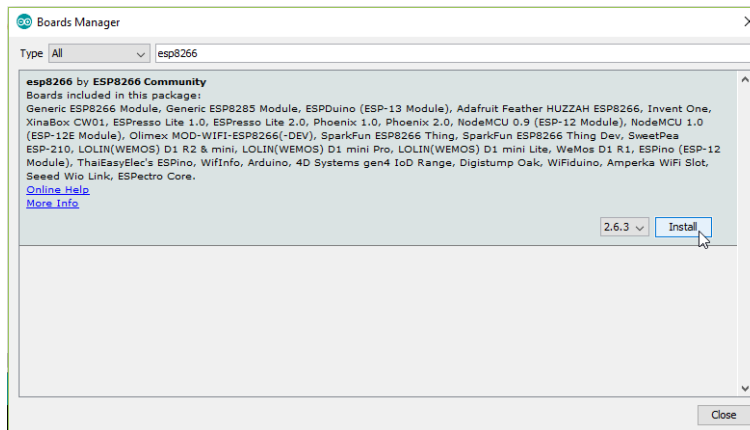 Boards Manager
Type All esp8266
esp8266 by ESP8266 Community
Boards included in this package:
Generic ESP8266 Module, Generic ESP8285 Module, ESPDuino (ESP-13 Module), Adafruit Feather HUZZAH ESP8266, Invent One,
XinaBox CW01, ESPresso Lite 1.0, ESPresso Lite 2.0, Phoenix 1.0, Phoenix 2.0, NodeMCU 0.9 (ESP-12 Module), NodeMCU 1.0
(ESP-12E Module), Olimex MOD-WIFI-ESP8266(-DEV), SparkFun ESP8266 Thing, SparkFun ESP8266 Thing Dev, SweetPea
ESP-210, LOLIN(WEMOS) D1 R2 & mini, LOLIN(WEMOS) D1 mini Pro, LOLIN(WEMOS) D1 mini Lite, WeMos D1 R1, ESPino (ESP-12
Module), ThaiEasyElec's ESPino, WifInfo, Arduino, 4D Systems gen4 IoD Range, Digistump Oak, WiFiduino, Amperka WiFi Slot,
Seeed Wio Link, ESPectro Core.
Online Help
More Info
2.6.3 Install
Close